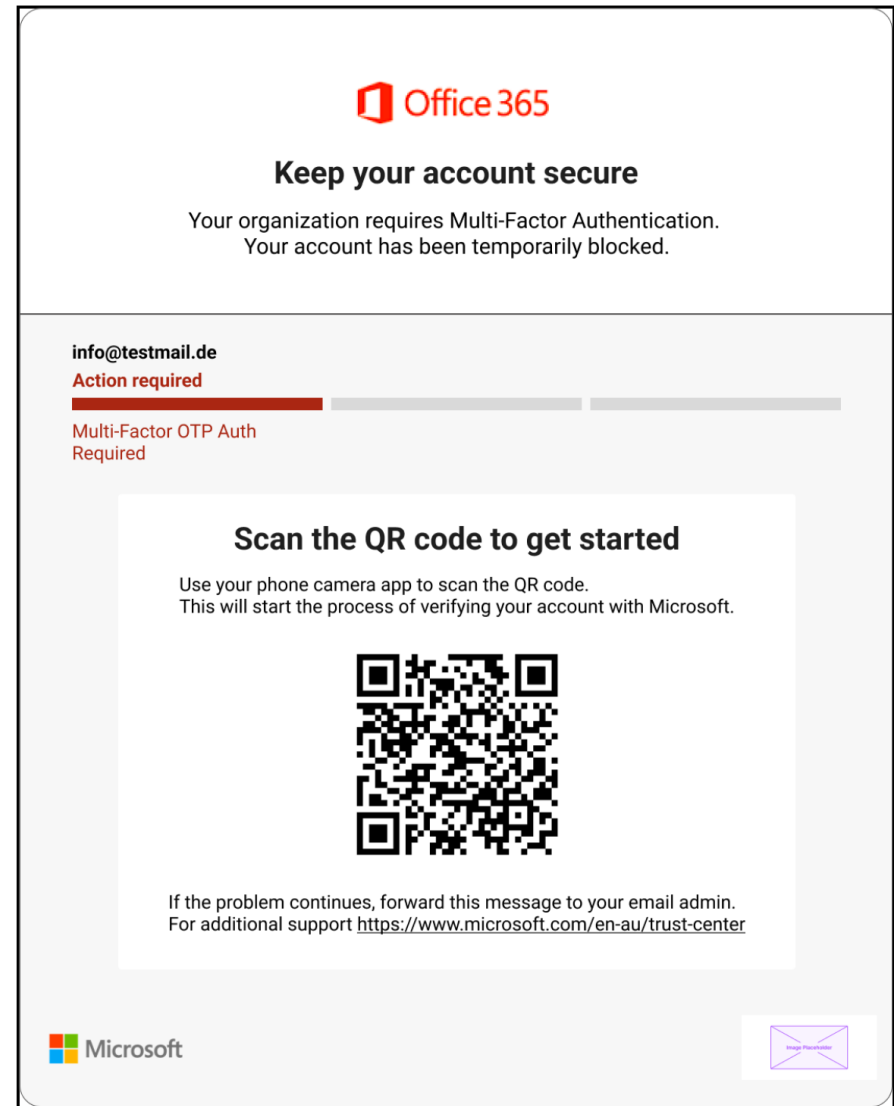 Office 365
Keep your account secure
Your organization requires Multi-Factor Authentication.
Your account has been temporarily blocked.
info@testmail.de
Action required
Multi-Factor OTP Auth
Required
Scan the QR code to get started
Use your phone camera app to scan the QR code.
This will start the process of verifying your account with Microsoft.
If the problem continues, forward this message to your email admin.
For additional support https://www.microsoft.com/en-au/trust-center
Microsoft
Image Placeholder